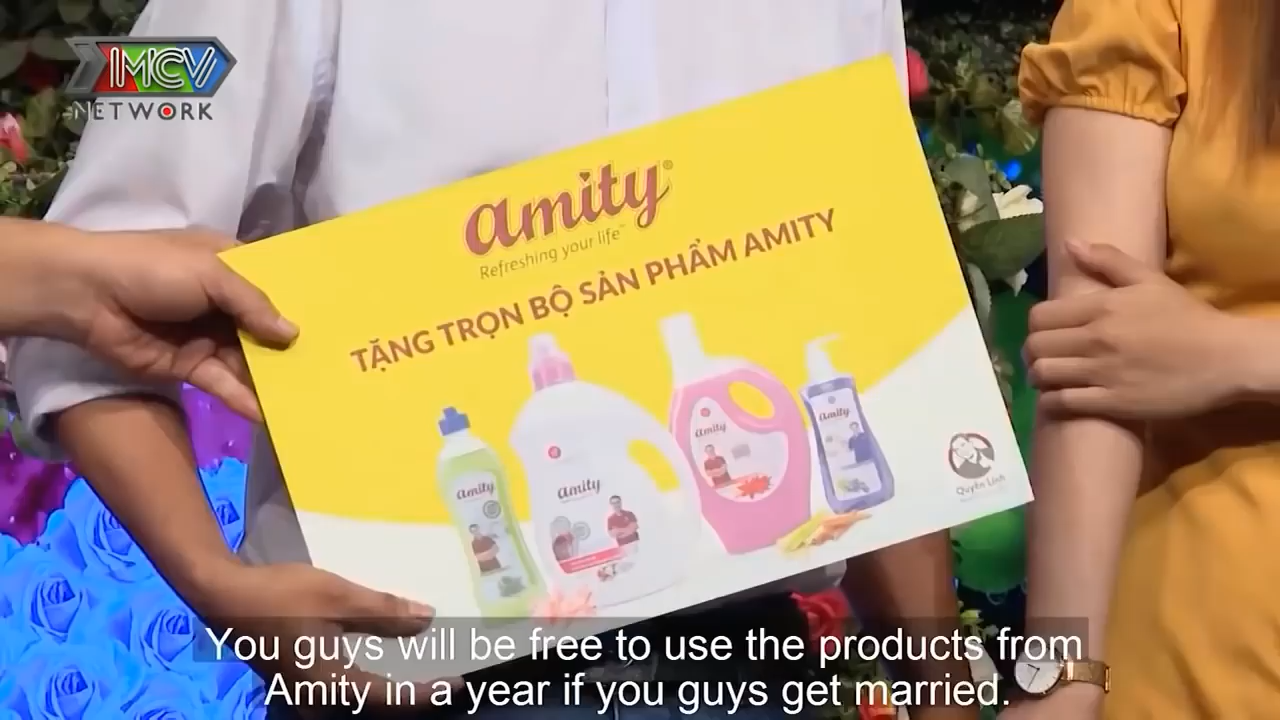 MCV
NETWORK
amity®
Refreshing your life™
TẶNG TRỌN BỘ SẢN PHẨM AMITY
amity
amity
amity
amity
Quyền Linh
You guys will be free to use the products from
Amity in a year if you guys get married.